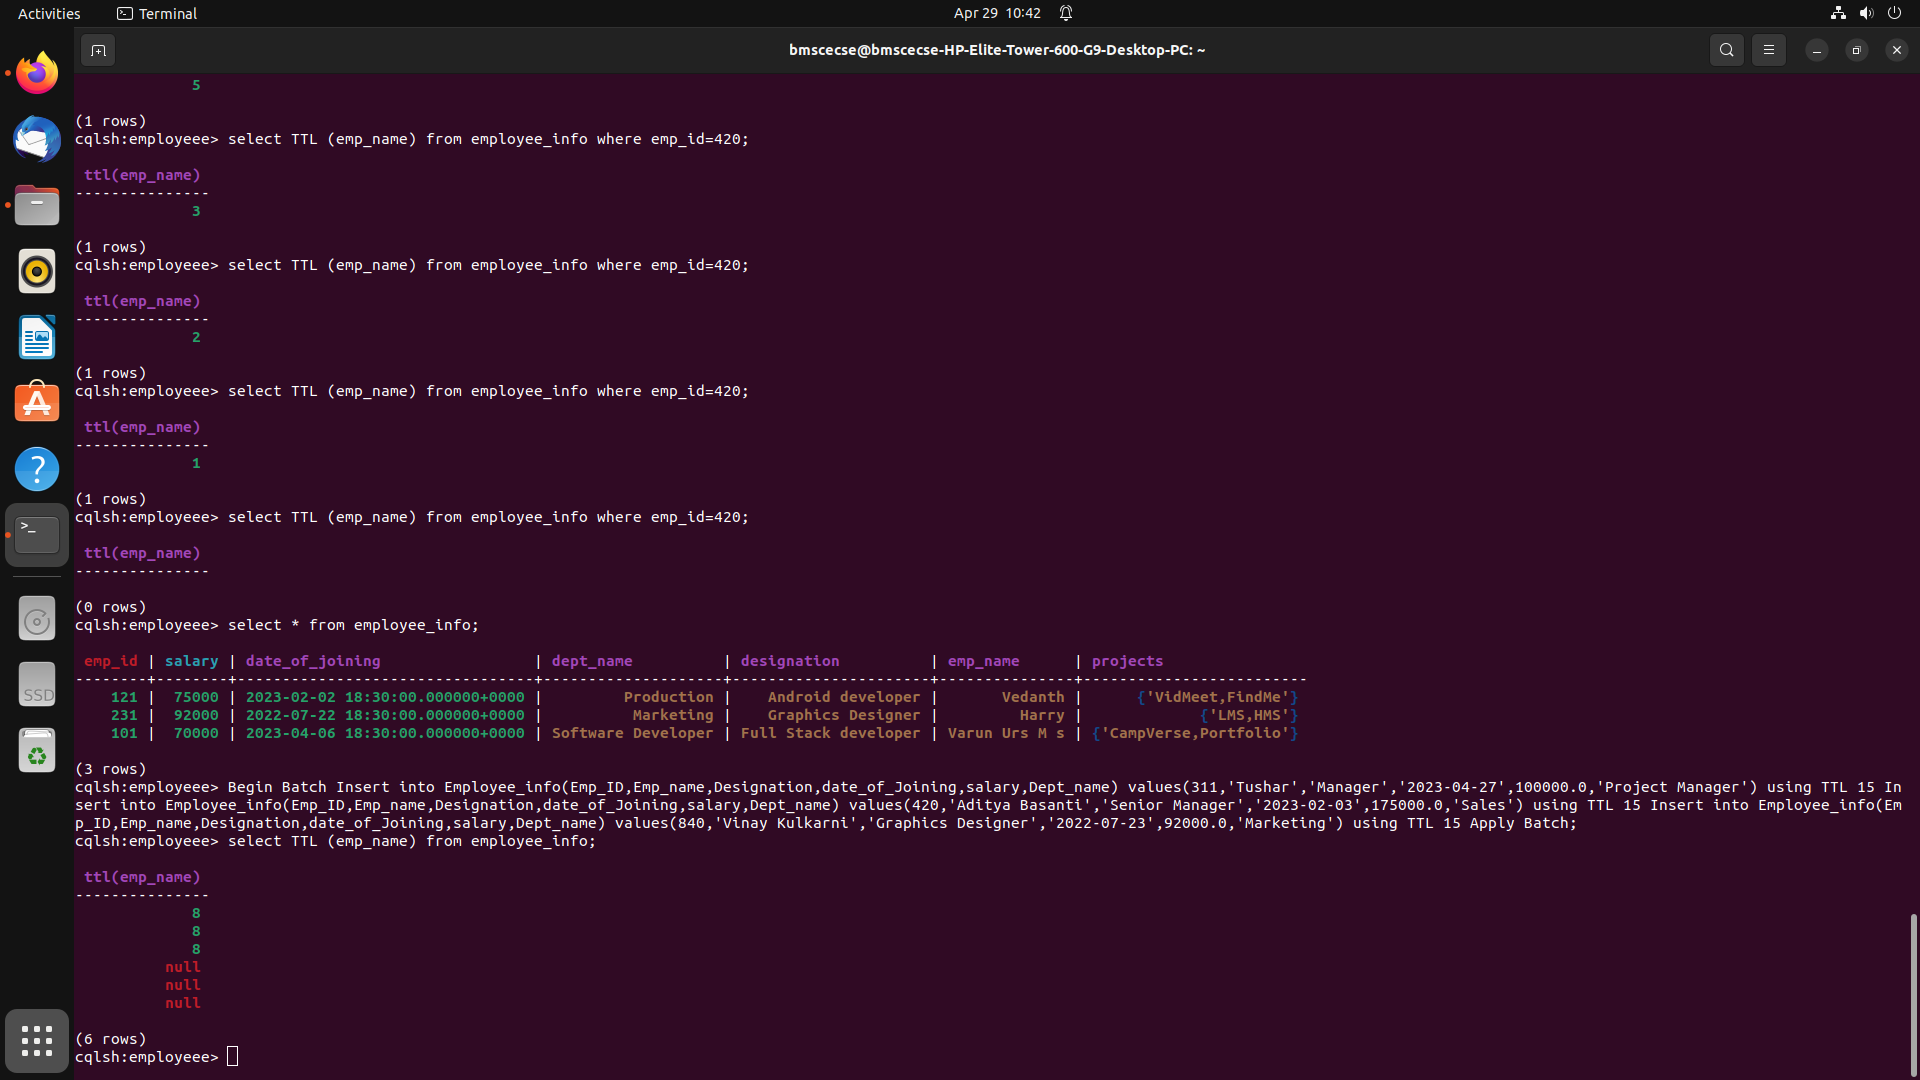 Activities Terminal Apr 29 10:42
bmscecse@bmscecse-HP-Elite-Tower-600-G9-Desktop-PC: ~
5
(1 rows)
cqlsh:employeee> select TTL (emp_name) from employee_info where emp_id=420;
ttl(emp_name)
---------------
3
(1 rows)
cqlsh:employeee> select TTL (emp_name) from employee_info where emp_id=420;
ttl(emp_name)
---------------
2
(1 rows)
cqlsh:employeee> select TTL (emp_name) from employee_info where emp_id=420;
ttl(emp_name)
---------------
1
(1 rows)
cqlsh:employeee> select TTL (emp_name) from employee_info where emp_id=420;
ttl(emp_name)
---------------
(0 rows)
cqlsh:employeee> select * from employee_info;
emp_id | salary | date_of_joining | dept_name | designation | emp_name | projects
--------+--------+---------------------------------+--------------------+----------------------+---------------+-------------------------
121 | 75000 | 2023-02-02 18:30:00.000000+0000 | Production | Android developer | Vedanth | {'VidMeet,FindMe'}
231 | 92000 | 2022-07-22 18:30:00.000000+0000 | Marketing | Graphics Designer | Harry | {'LMS,HMS'}
101 | 70000 | 2023-04-06 18:30:00.000000+0000 | Software Developer | Full Stack developer | Varun Urs M s | {'CampVerse,Portfolio'}
(3 rows)
cqlsh:employeee> Begin Batch Insert into Employee_info(Emp_ID,Emp_name,Designation,date_of_Joining,salary,Dept_name) values(311,'Tushar','Manager','2023-04-27',100000.0,'Project Manager') using TTL 15 In
sert into Employee_info(Emp_ID,Emp_name,Designation,date_of_Joining,salary,Dept_name) values(420,'Aditya Basanti','Senior Manager','2023-02-03',175000.0,'Sales') using TTL 15 Insert into Employee_info(Em
p_ID,Emp_name,Designation,date_of_Joining,salary,Dept_name) values(840,'Vinay Kulkarni','Graphics Designer','2022-07-23',92000.0,'Marketing') using TTL 15 Apply Batch;
cqlsh:employeee> select TTL (emp_name) from employee_info;
ttl(emp_name)
---------------
8
8
8
null
null
null
(6 rows)
cqlsh:employeee>
SSD